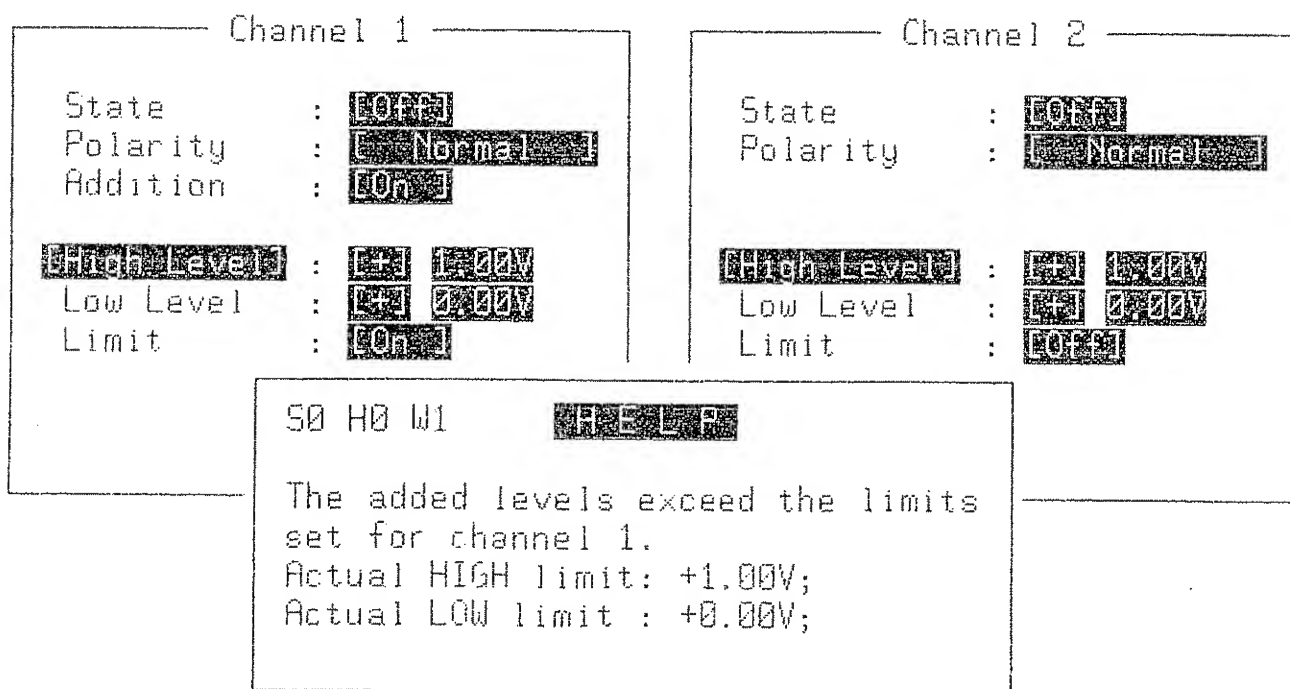 Channel 1
State : [Off]
Polarity : [ Normal ]
Addition : [On ]
[High Level] : [+] 1.00V
Low Level : [+] 0.00V
Limit : [On ]
Channel 2
State : [Off]
Polarity : [ Normal ]
[High Level] : [+] 1.00V
Low Level : [+] 0.00V
Limit : [Off]
S0 H0 W1 H E L P
The added levels exceed the limits
set for channel 1.
Actual HIGH limit: +1.00V;
Actual LOW limit : +0.00V;